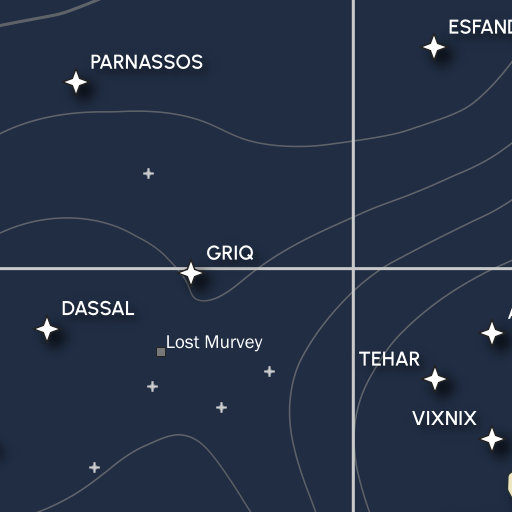 ESFAND
PARNASSOS
GRIQ
DASSAL
Lost Murvey
TEHAR
VIXNIX